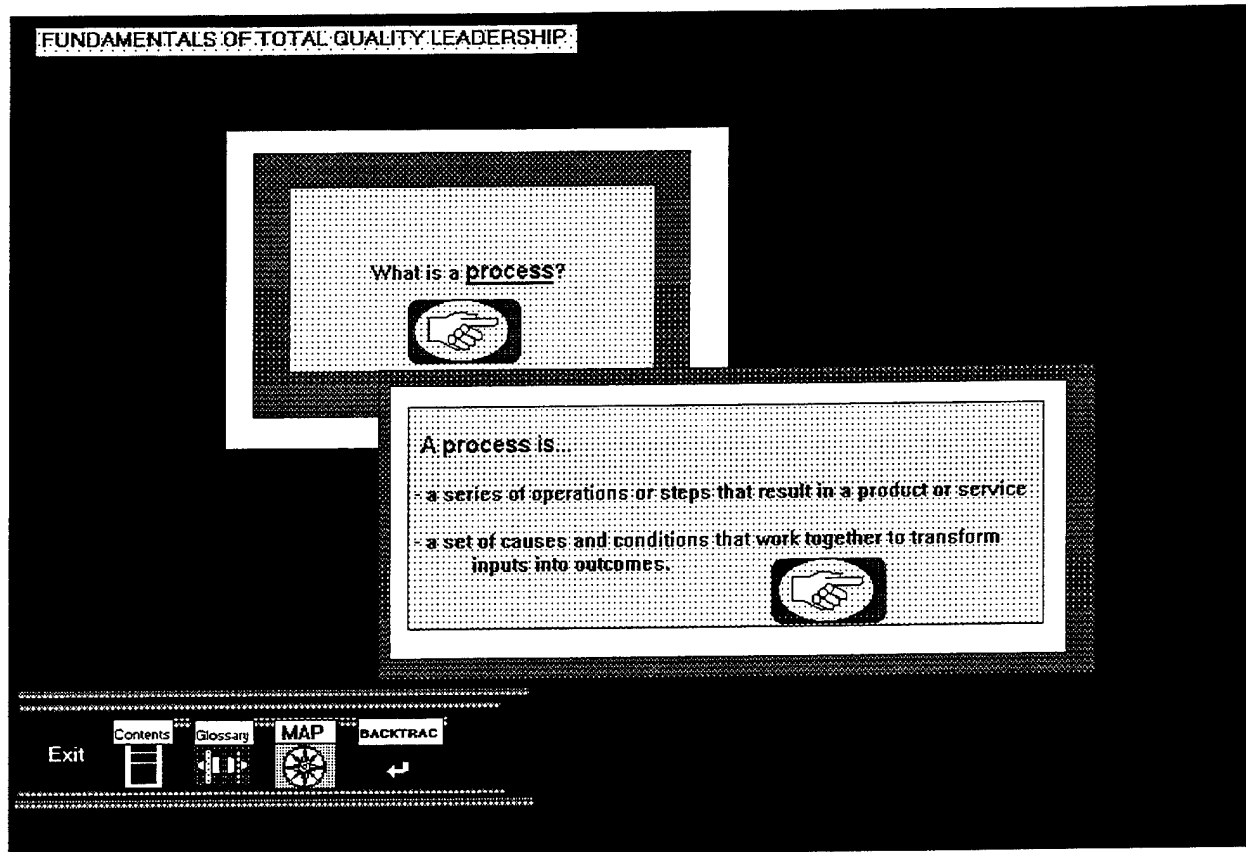 FUNDAMENTALS OF TOTAL QUALITY LEADERSHIP
What is a process?
A process is...
- a series of operations or steps that result in a product or service
- a set of causes and conditions that work together to transform
inputs into outcomes.
Exit
Contents
Glossary
MAP
BACKTRAC